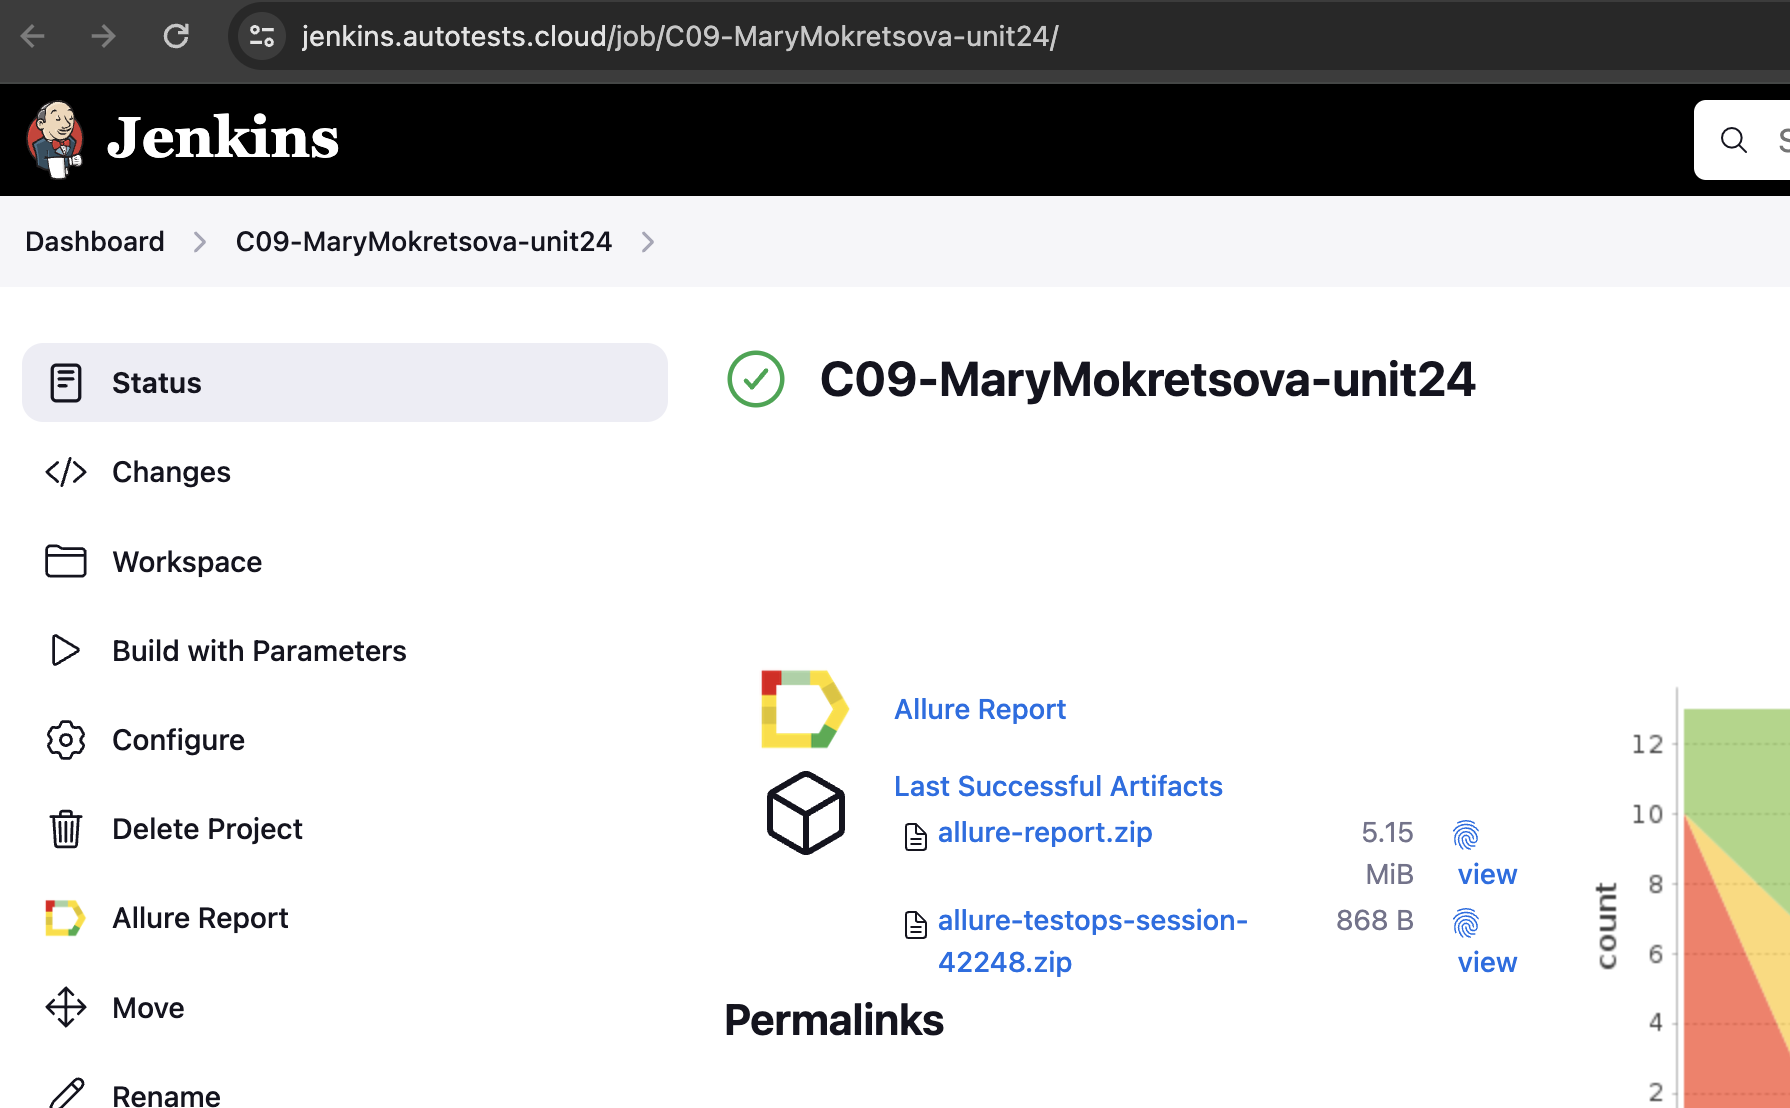 jenkins.autotests.cloud/job/C09-MaryMokretsova-unit24/
Jenkins
Dashboard
C09-MaryMokretsova-unit24
Status
Changes
Workspace
Build with Parameters
Configure
Delete Project
Allure Report
Move
Rename
C09-MaryMokretsova-unit24
Allure Report
Last Successful Artifacts
allure-report.zip
5.15
MiB
view
allure-testops-session-
42248.zip
868 B
view
Permalinks
count
12
10
8
6
4
2